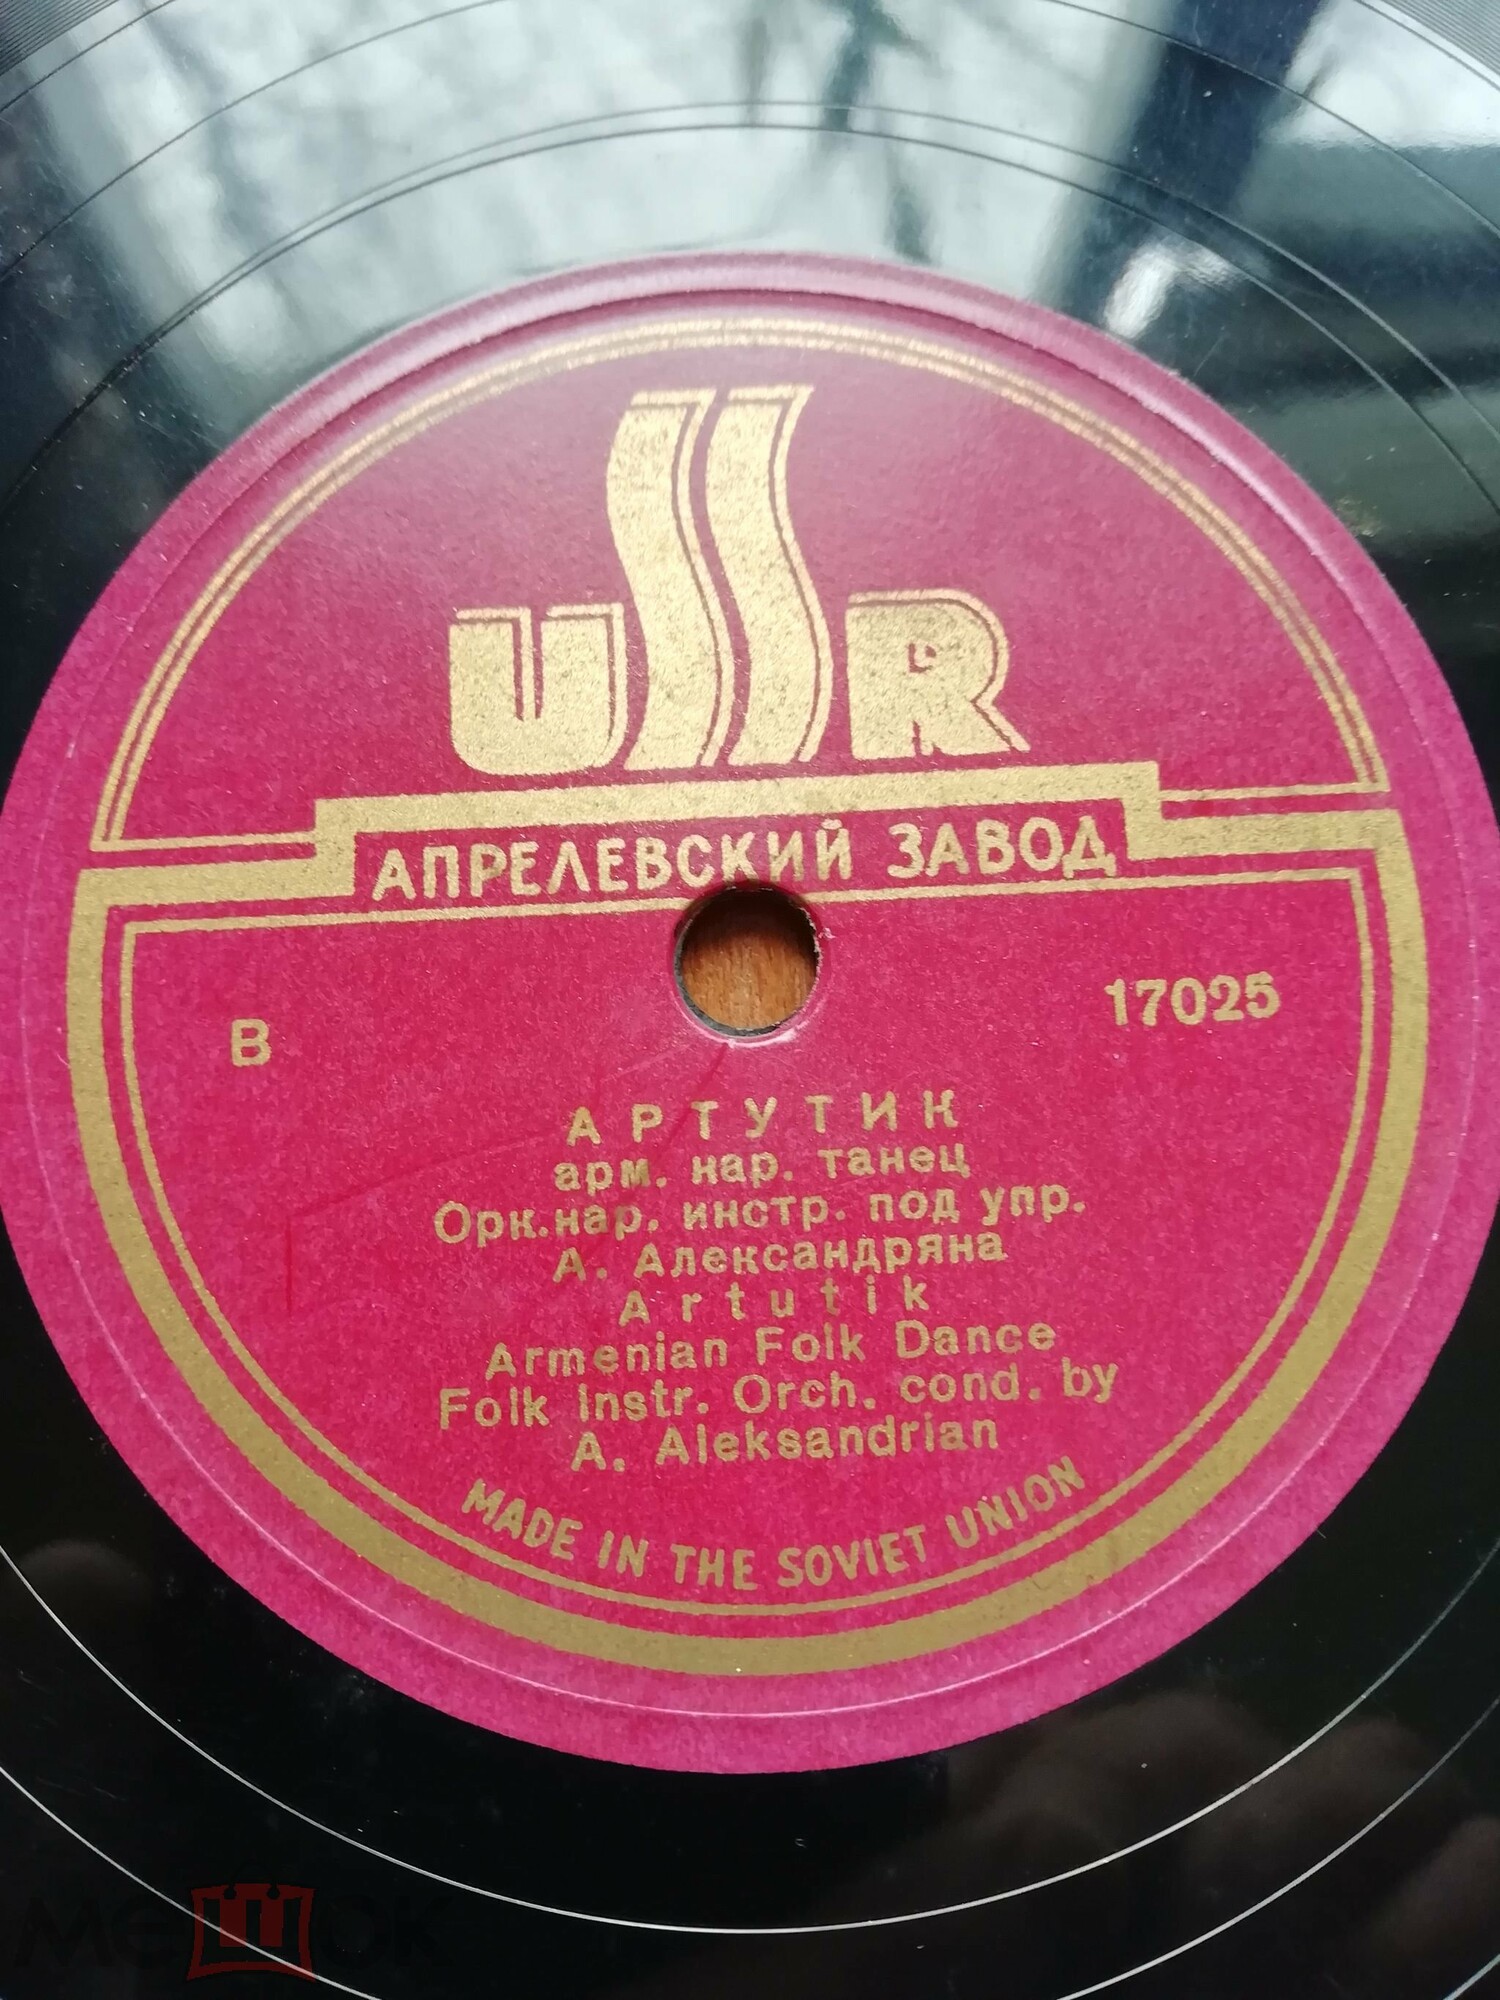 USSR
АПРЕЛЕВСКИЙ ЗАВОД
В 17025
АРТУТИК
арм. нар. танец
Орк.нар. инстр. под упр.
А. Александряна
Artutik
Armenian Folk Dance
Folk Instr. Orch. cond. by
A. Aleksandrian
MADE IN THE SOVIET UNION
мешок